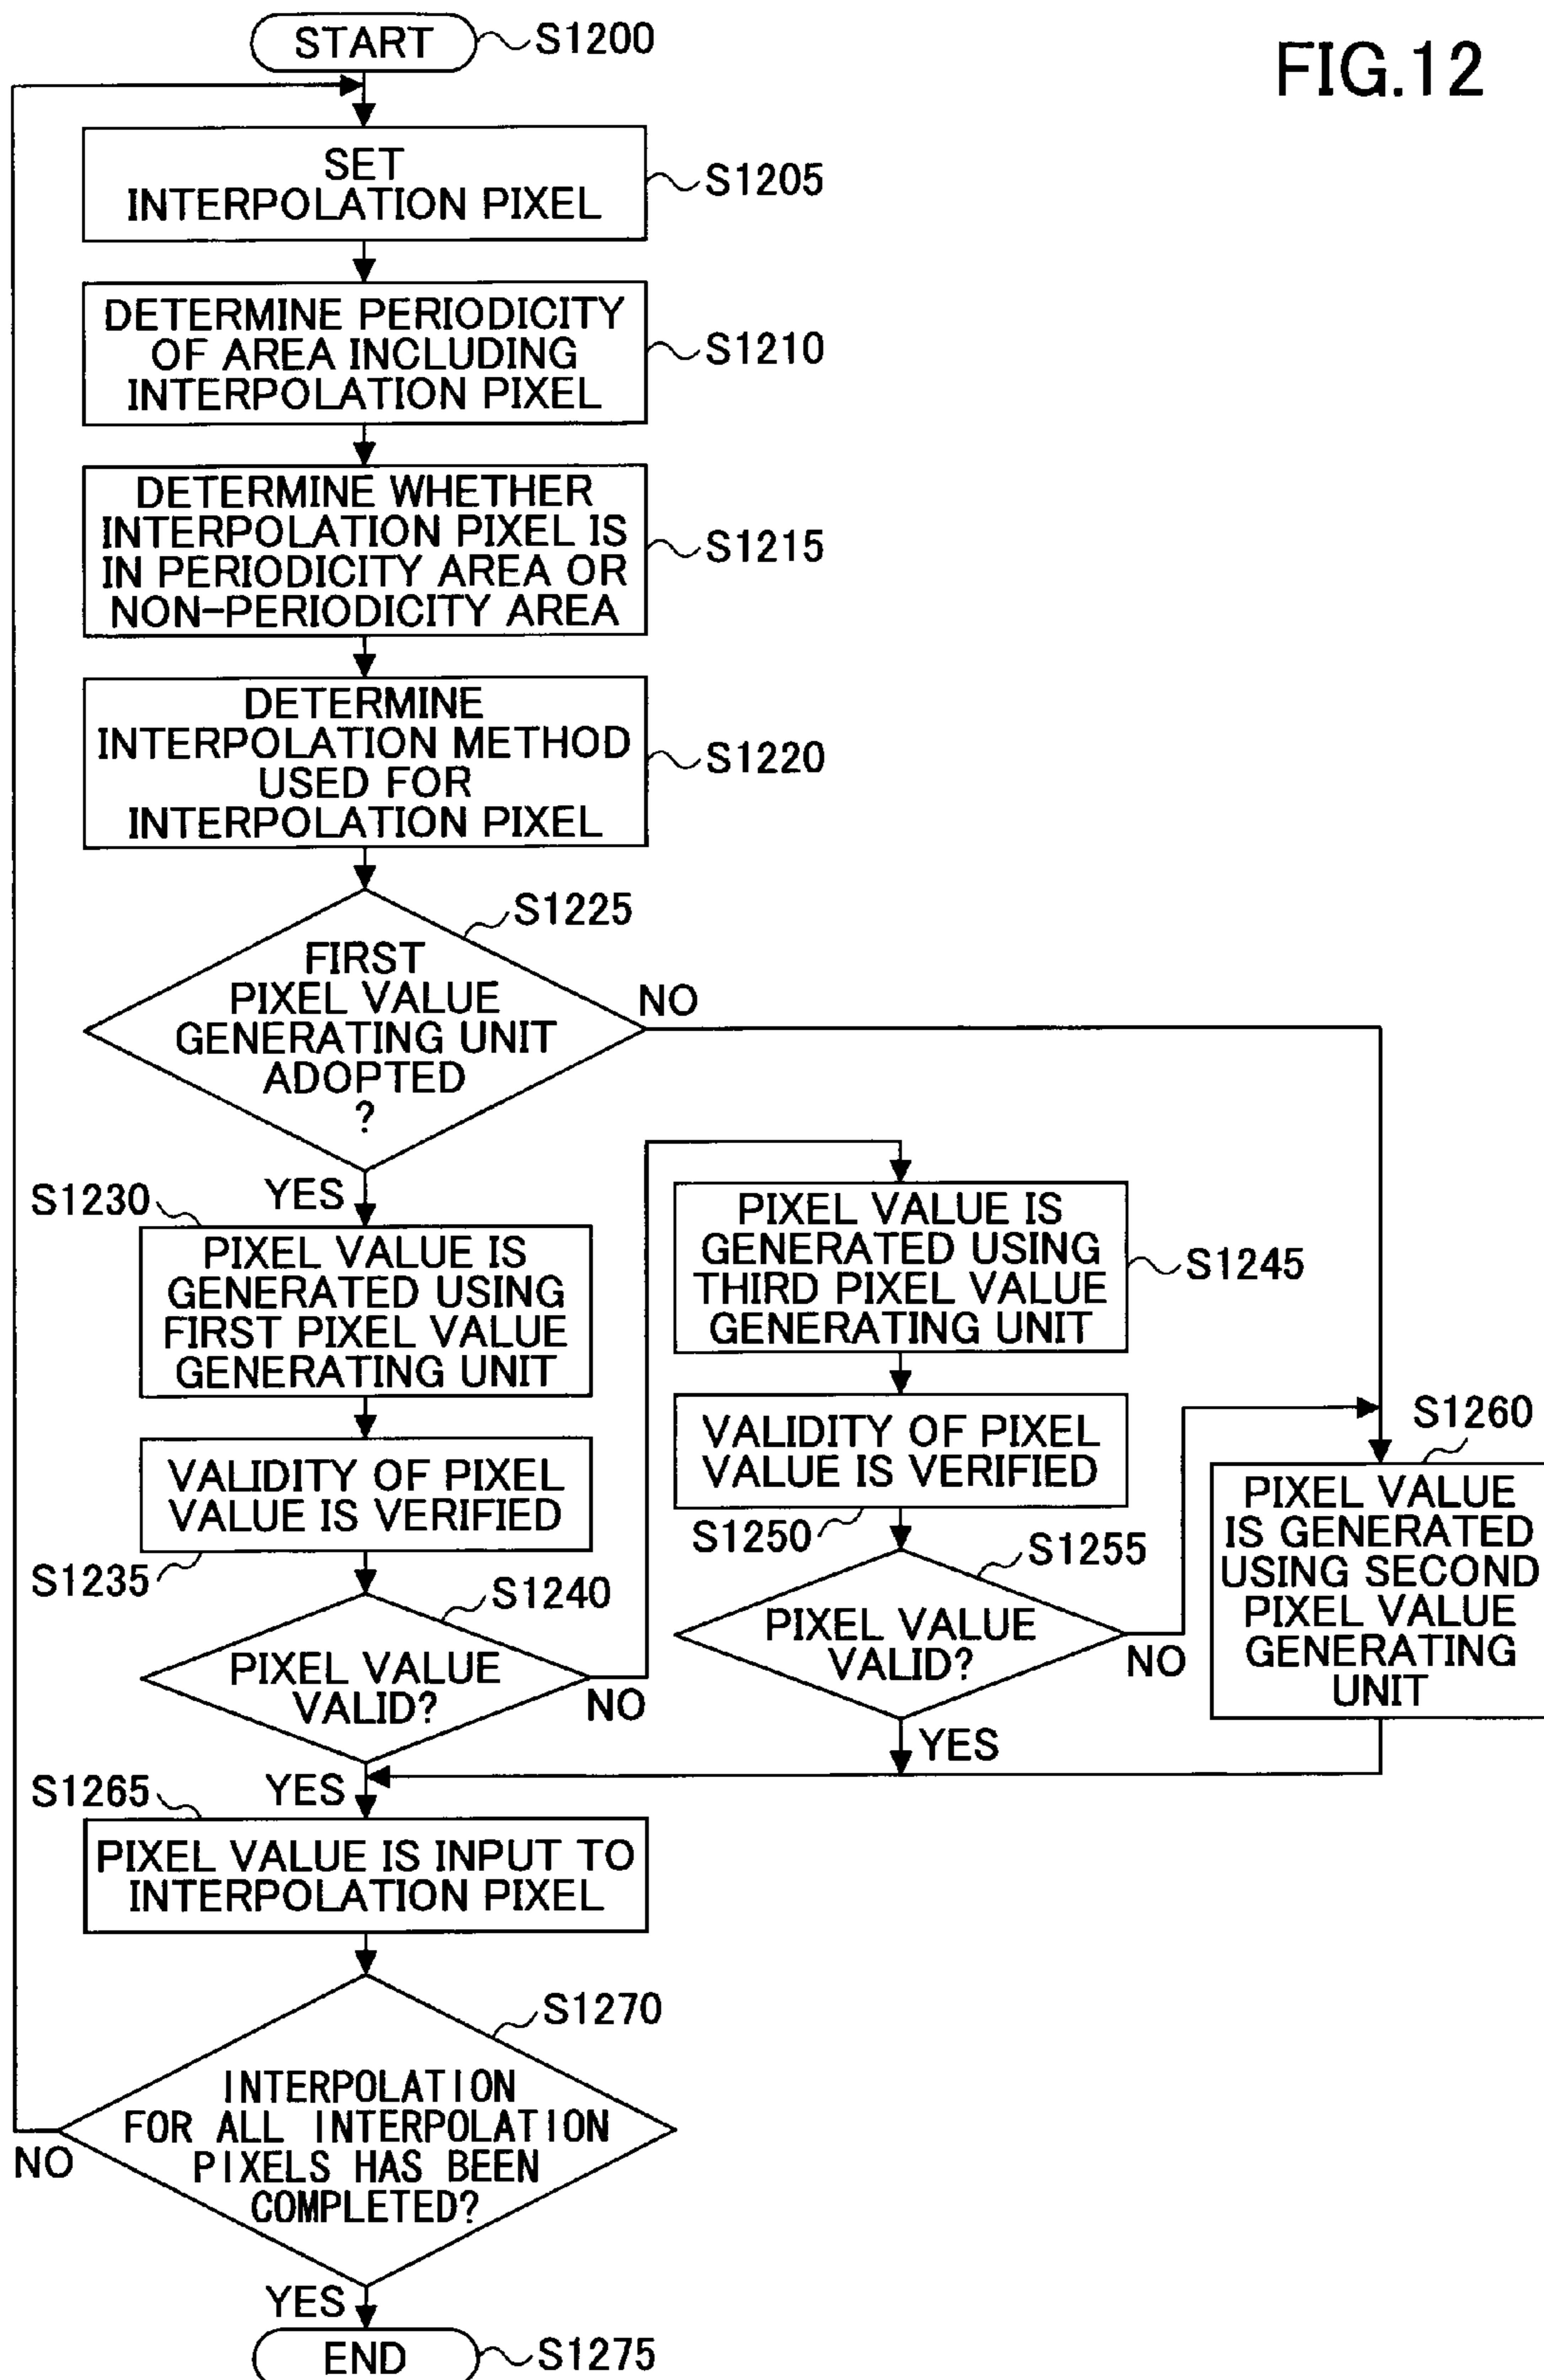 FIG.12
START
S1200
SET
INTERPOLATION PIXEL
S1205
DETERMINE PERIODICITY
OF AREA INCLUDING
INTERPOLATION PIXEL
S1210
DETERMINE WHETHER
INTERPOLATION PIXEL IS
IN PERIODICITY AREA OR
NON-PERIODICITY AREA
S1215
DETERMINE
INTERPOLATION METHOD
USED FOR
INTERPOLATION PIXEL
S1220
S1225
FIRST
PIXEL VALUE
GENERATING UNIT
ADOPTED
?
NO
YES
S1230
PIXEL VALUE IS
GENERATED USING
FIRST PIXEL VALUE
GENERATING UNIT
VALIDITY OF PIXEL
VALUE IS VERIFIED
S1235
S1240
PIXEL VALUE
VALID?
NO
YES
PIXEL VALUE IS
GENERATED USING
THIRD PIXEL VALUE
GENERATING UNIT
S1245
VALIDITY OF PIXEL
VALUE IS VERIFIED
S1250
S1255
PIXEL VALUE
VALID?
NO
YES
S1260
PIXEL VALUE
IS GENERATED
USING SECOND
PIXEL VALUE
GENERATING
UNIT
S1265
PIXEL VALUE IS INPUT TO
INTERPOLATION PIXEL
S1270
INTERPOLATION
FOR ALL INTERPOLATION
PIXELS HAS BEEN
COMPLETED?
NO
YES
END
S1275